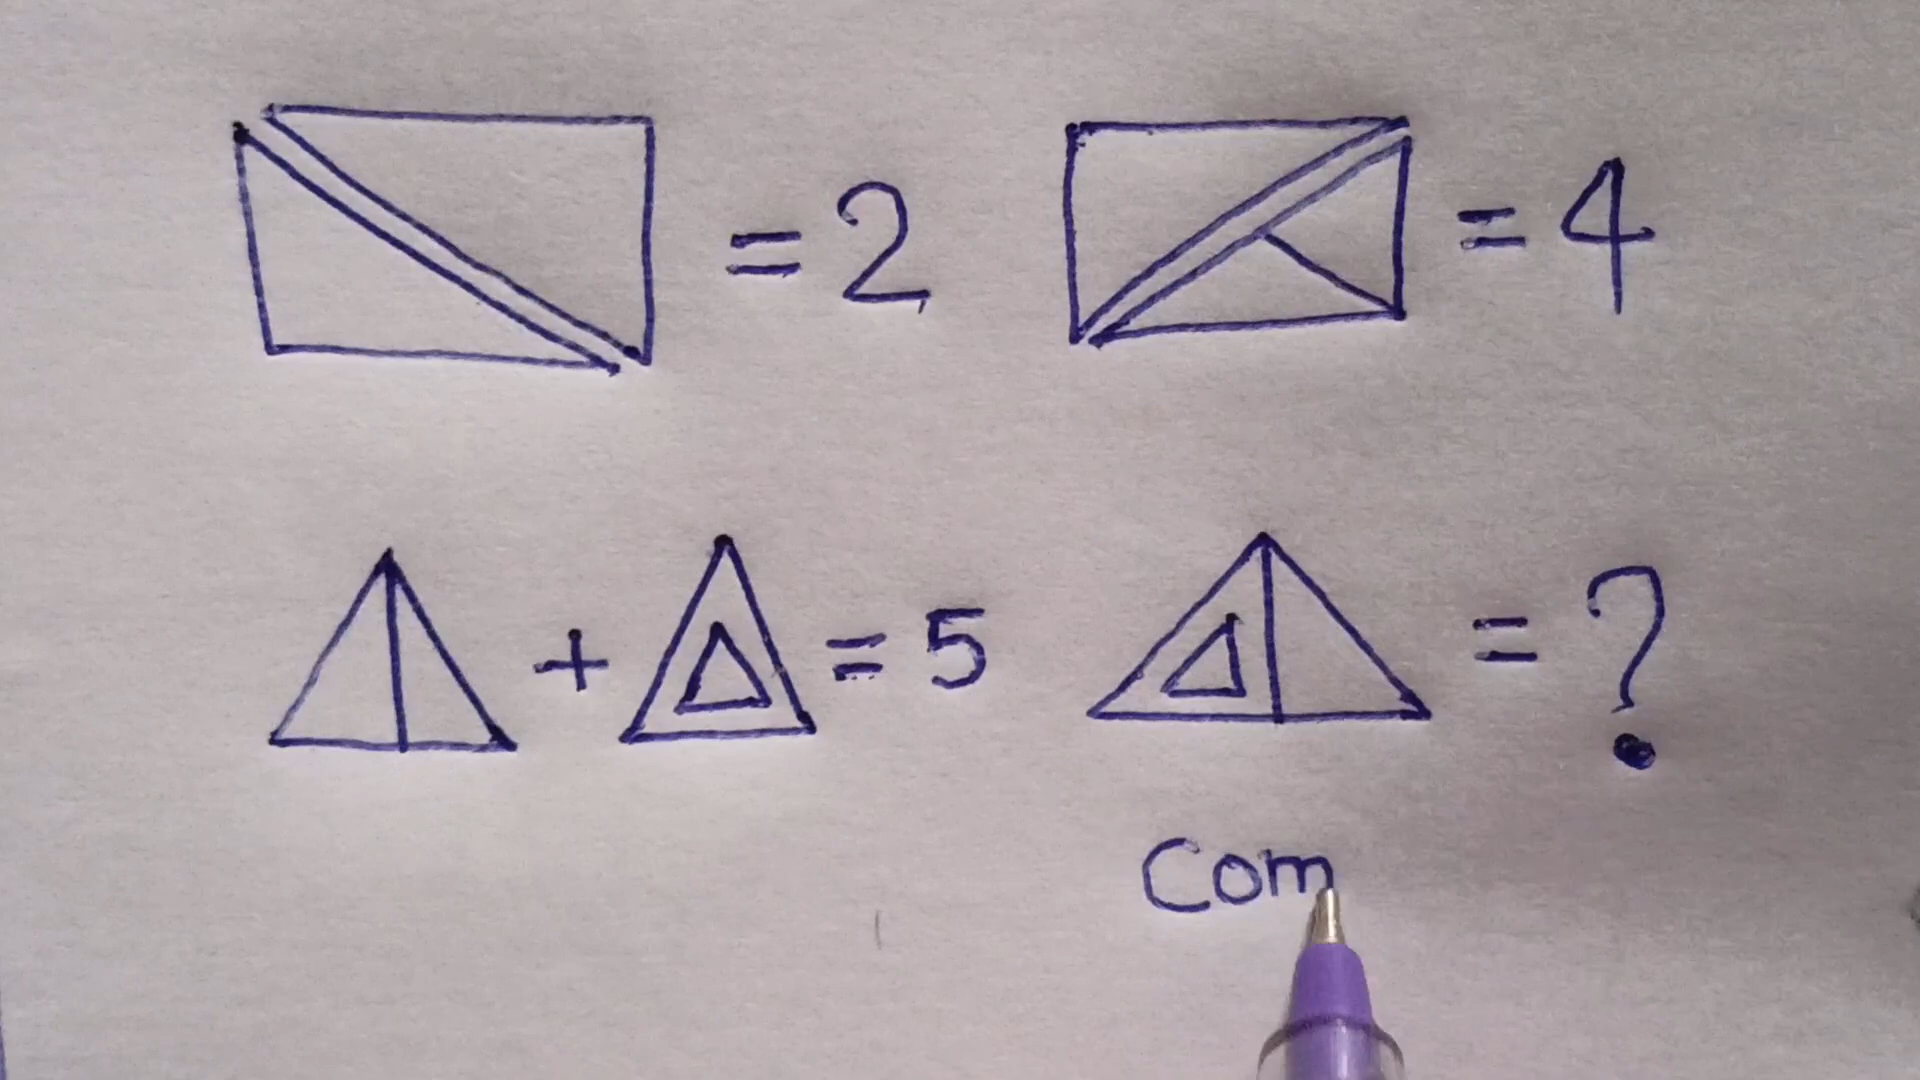 = 2 = 4
+ = 5 = ?
Com